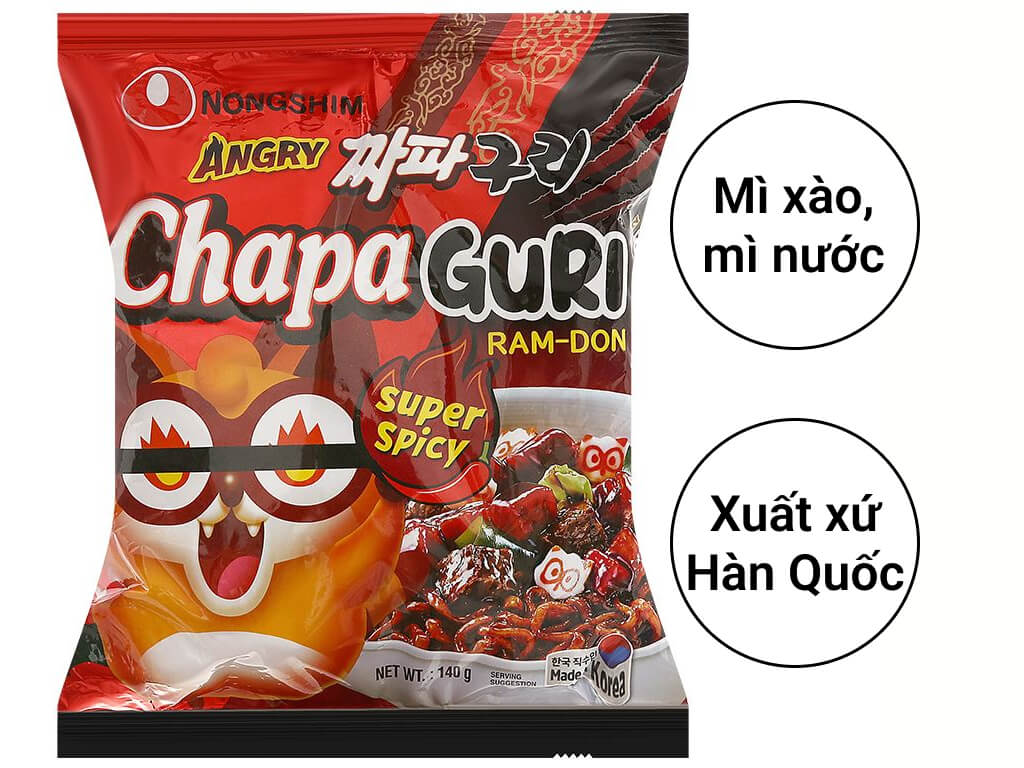 NONGSHIM
ANGRY 짜파구리
Chapa GURI
RAM-DON
Super
Spicy
NET WT. : 140 g
SERVING
SUGGESTION
한국 직수입
Made
Korea
Mì xào,
mì nước
Xuất xứ
Hàn Quốc